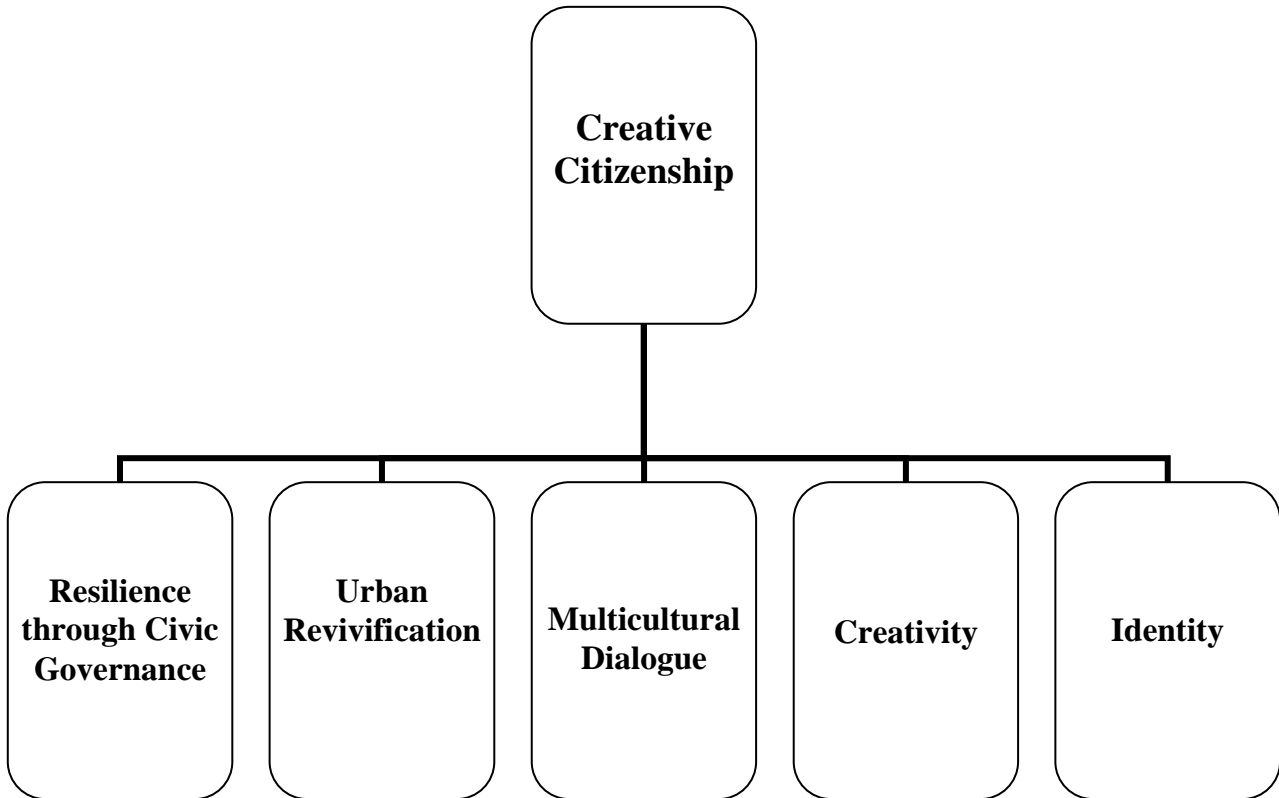 Creative
Citizenship
Resilience
through Civic
Governance
Urban
Revivification
Multicultural
Dialogue
Creativity
Identity